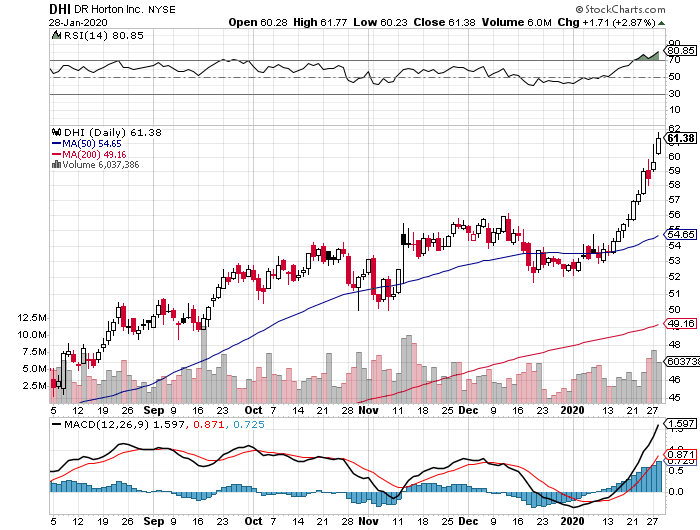 DHI DR Horton Inc. NYSE © StockCharts.com
28-Jan-2020 Open 60.28 High 61.77 Low 60.23 Close 61.38 Volume 6.0M Chg +1.71 (+2.87%)
RSI(14) 80.85
90
80.85
70
50
30
10
DHI (Daily) 61.38
MA(50) 54.65
MA(200) 49.16
Volume 6,037,386
62
61.38
60
59
58
57
56
54.65
54
53
52
51
50
49.16
48
6037386
46
45
12.5M
10.0M
7.5M
5.0M
2.5M
5 12 19 26 Sep 9 16 23 Oct 7 14 21 28 Nov 11 18 25 Dec 9 16 23 2020 13 21 27
MACD(12,26,9) 1.597, 0.871, 0.725
1.597
0.871
0.725
0.5
0.0